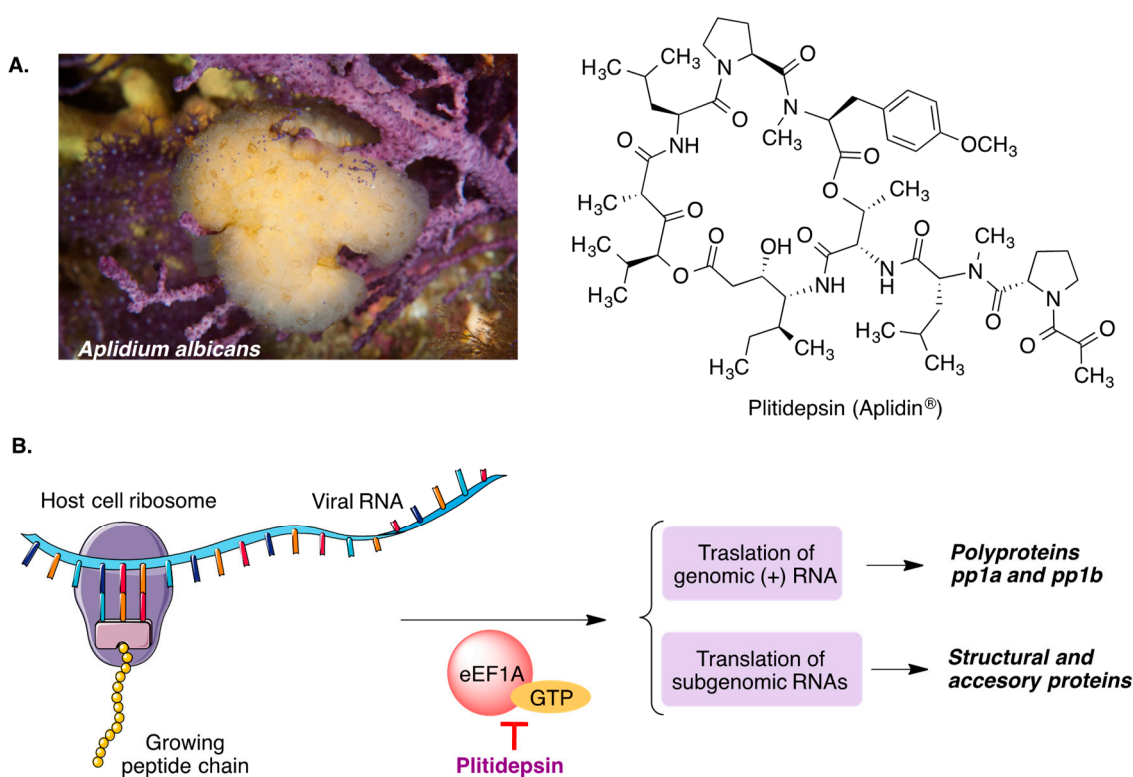 A.
Aplidium albicans
H3C
CH3
N
O
O
N
CH3
O
NH
OCH3
O
O
H3C
O
CH3
H3C
H3C
O
O
OH
O
NH
N
H
O
CH3
N
O
N
O
O
CH3
H3C
CH3
H3C
CH3
Plitidepsin (Aplidin®)
B.
Host cell ribosome
Viral RNA
Growing
peptide chain
eEF1A
GTP
Plitidepsin
Traslation of
genomic (+) RNA
Polyproteins
pp1a and pp1b
Translation of
subgenomic RNAs
Structural and
accesory proteins